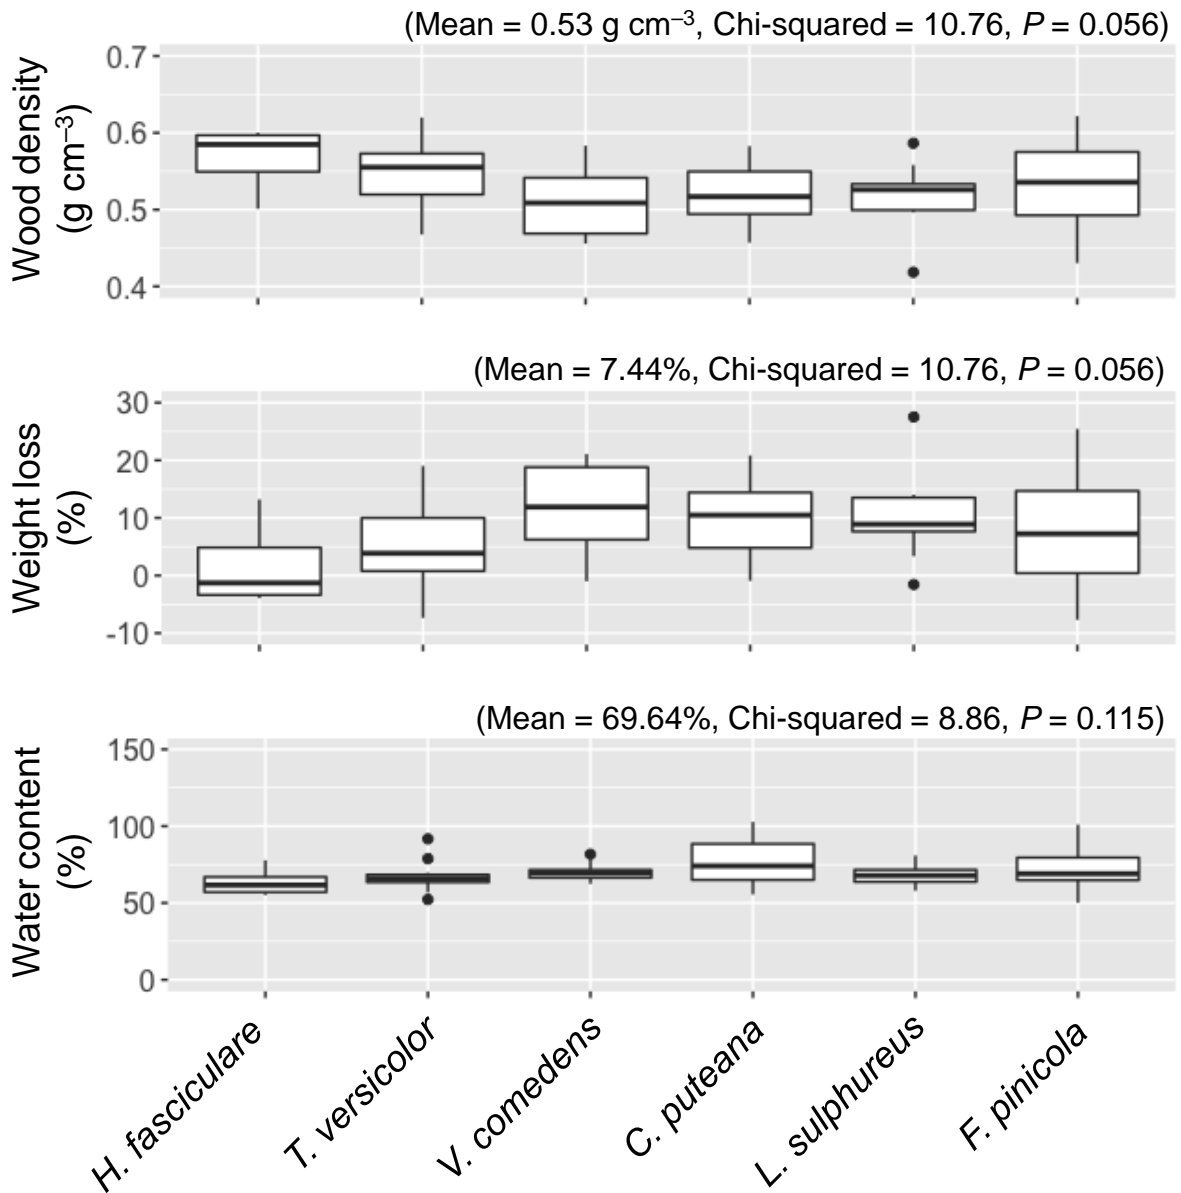 (Mean = 0.53 g cm⁻³, Chi-squared = 10.76, P = 0.056)
Wood density
(g cm⁻³)
0.7
0.6
0.5
0.4
(Mean = 7.44%, Chi-squared = 10.76, P = 0.056)
Weight loss
(%)
30
20
10
0
-10
(Mean = 69.64%, Chi-squared = 8.86, P = 0.115)
Water content
(%)
150
100
50
0
H. fasciculare
T. versicolor
V. comedens
C. puteana
L. sulphureus
F. pinicola